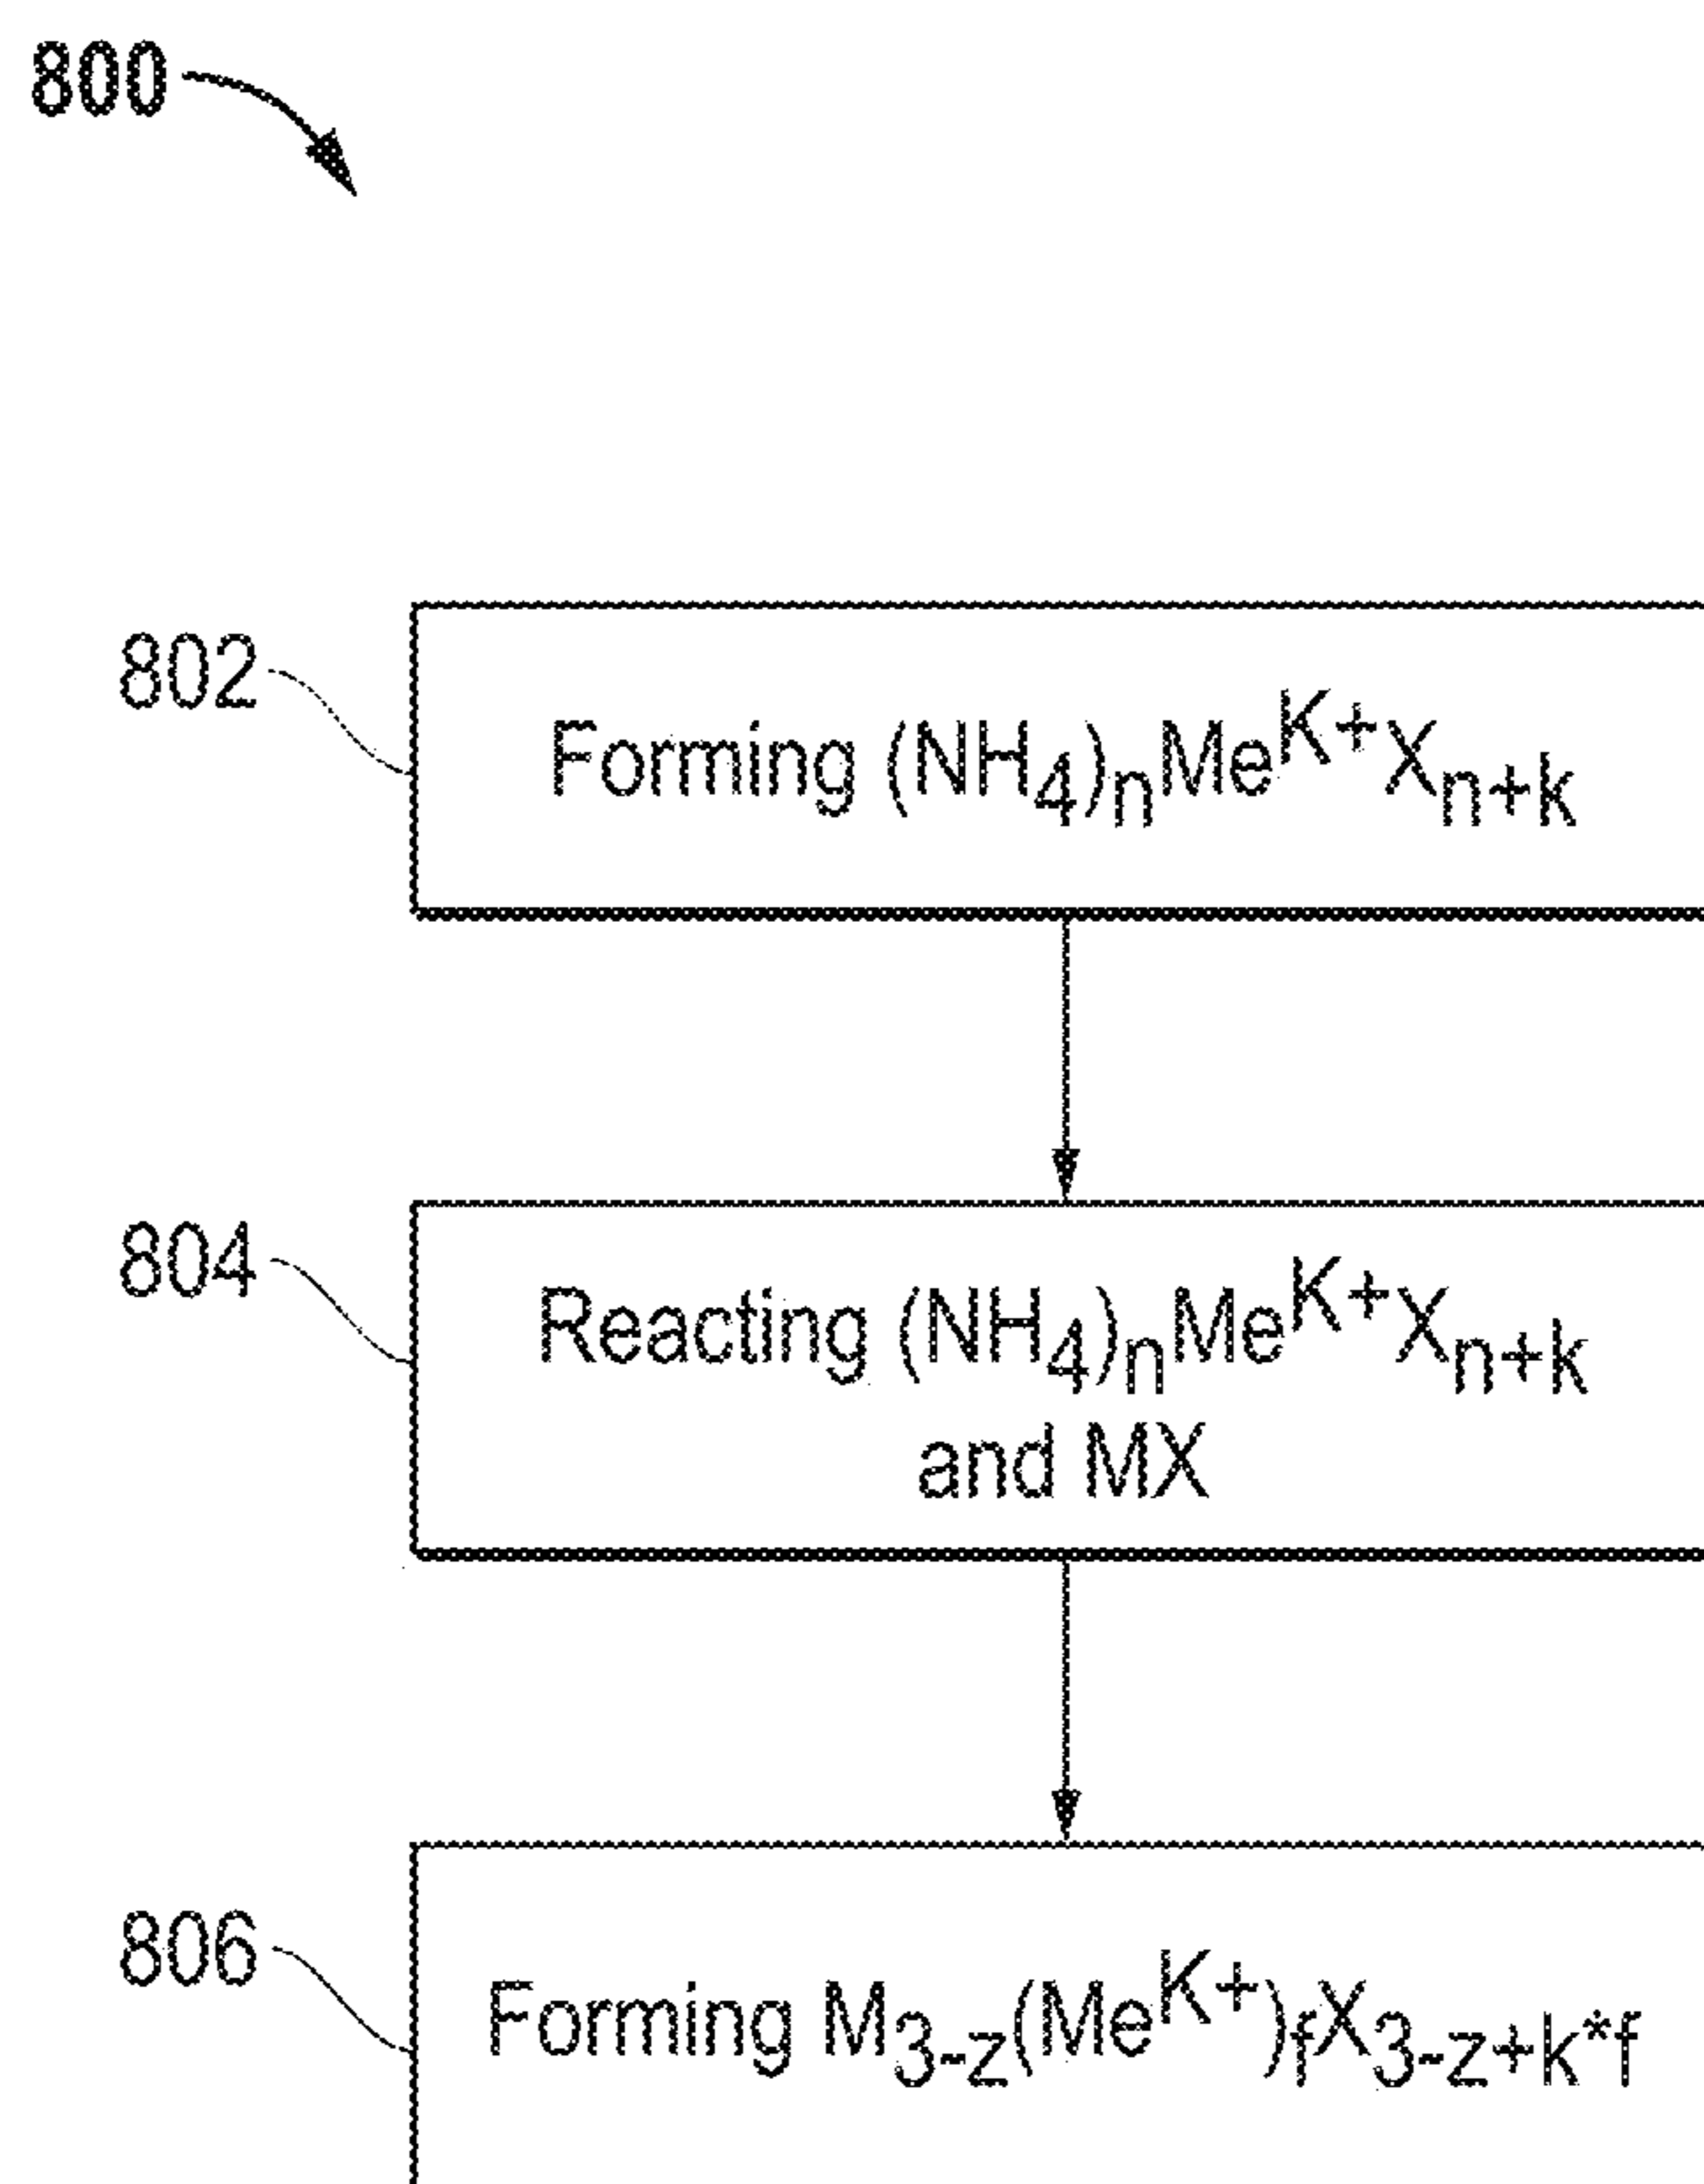 800
802
Forming (NH₄)ₙMeᴷ⁺Xₙ₊ₖ
804
Reacting (NH₄)ₙMeᴷ⁺Xₙ₊ₖ
and MX
806
Forming M₃₋z(Meᴷ⁺)fX₃₋z₊ₖ*f